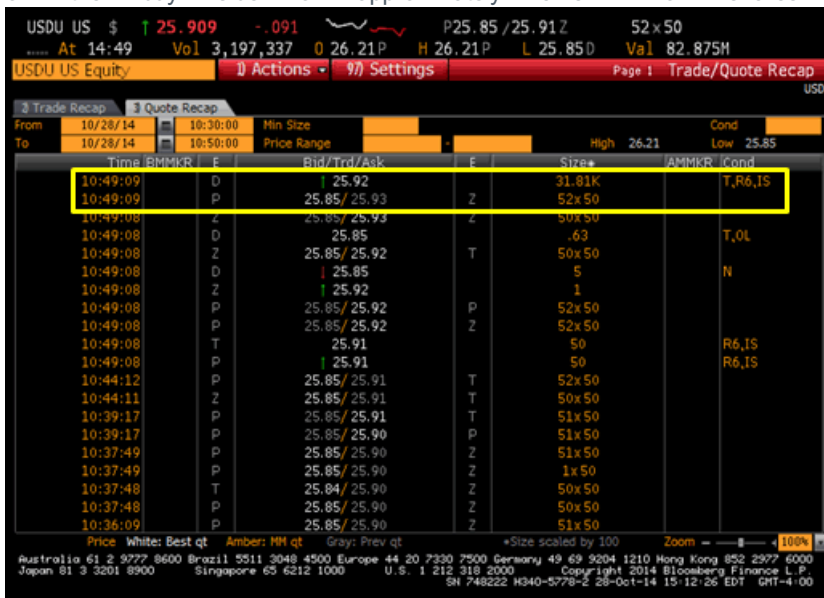 USDU US $ ↑ 25.909 -.091 P25.85/25.91Z 52×50
At 14:49 Vol 3,197,337 O 26.21P H 26.21P L 25.85D Val 82.875M
USDU US Equity 1) Actions 97) Settings Page 1 Trade/Quote Recap
USD
Trade Recap 3 Quote Recap
From 10/28/14 10:30:00 Min Size Cond
To 10/28/14 10:50:00 Price Range - High 26.21 Low 25.85
Time BMMKR E Bid/Trd/Ask E Size* AMMKR Cond
10:49:09 D ↑ 25.92 31.81K T,R6,IS
10:49:09 P 25.85/25.93 Z 52x50
10:49:08 Z 25.85/25.93 Z 50x50
10:49:08 D 25.85 .63 T,OL
10:49:08 Z 25.85/25.92 T 50x50
10:49:08 D ↓ 25.85 5 N
10:49:08 Z ↑ 25.92 1
10:49:08 P 25.85/25.92 P 52x50
10:49:08 P 25.85/25.92 Z 52x50
10:49:08 T 25.91 50 R6,IS
10:49:08 P ↑ 25.91 50 R6,IS
10:44:12 P 25.85/25.91 T 52x50
10:44:11 Z 25.85/25.91 T 50x50
10:39:17 P 25.85/25.91 T 51x50
10:39:17 P 25.85/25.90 P 51x50
10:37:49 P 25.85/25.90 Z 51x50
10:37:49 P 25.85/25.90 Z 1x50
10:37:48 T 25.84/25.90 Z 50x50
10:37:48 P 25.85/25.90 Z 50x50
10:36:09 P 25.85/25.90 Z 51x50
Price White: Best qt Amber: MM qt Gray: Prev qt *Size scaled by 100 Zoom - + 100%
Australia 61 2 9777 8600 Brazil 5511 3048 4500 Europe 44 20 7330 7500 Germany 49 69 9204 1210 Hong Kong 852 2977 6000
Japan 81 3 3201 8900 Singapore 65 6212 1000 U.S. 1 212 318 2000 Copyright 2014 Bloomberg Finance L.P.
SN 748222 H340-5778-2 28-Oct-14 15:12:26 EDT GMT-4:00